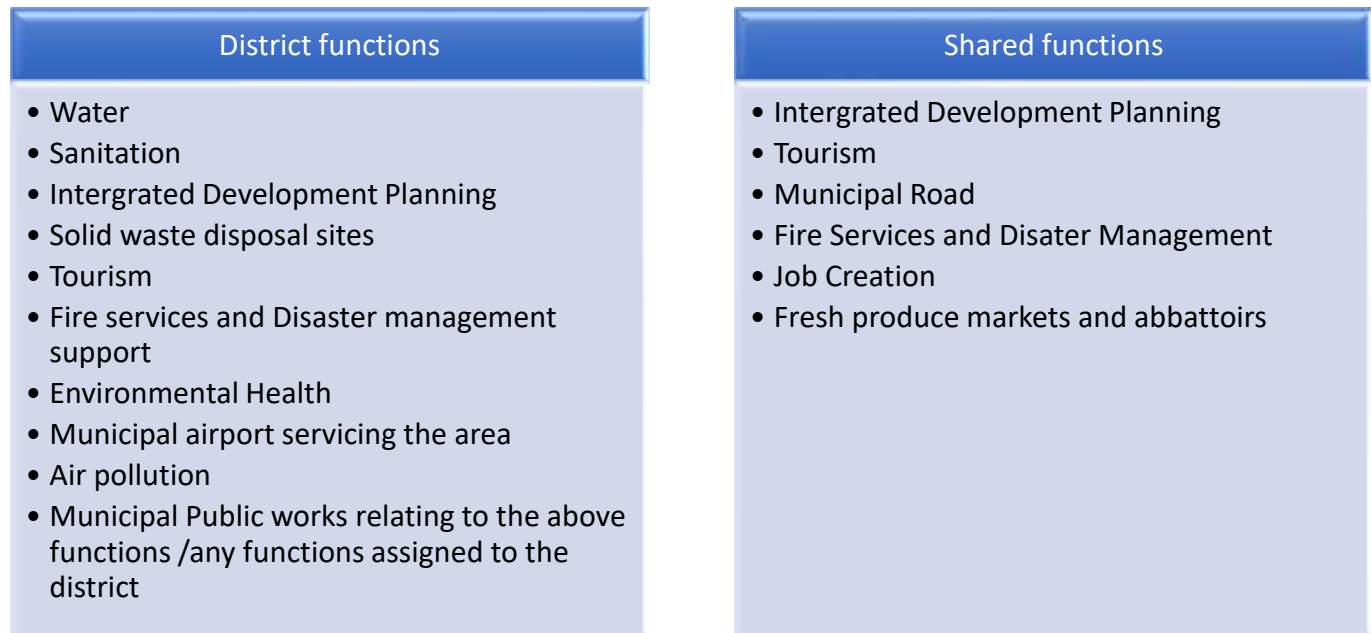 District functions
• Water
• Sanitation
• Intergrated Development Planning
• Solid waste disposal sites
• Tourism
• Fire services and Disaster management
support
• Environmental Health
• Municipal airport servicing the area
• Air pollution
• Municipal Public works relating to the above
functions /any functions assigned to the
district
Shared functions
• Intergrated Development Planning
• Tourism
• Municipal Road
• Fire Services and Disater Management
• Job Creation
• Fresh produce markets and abbattoirs